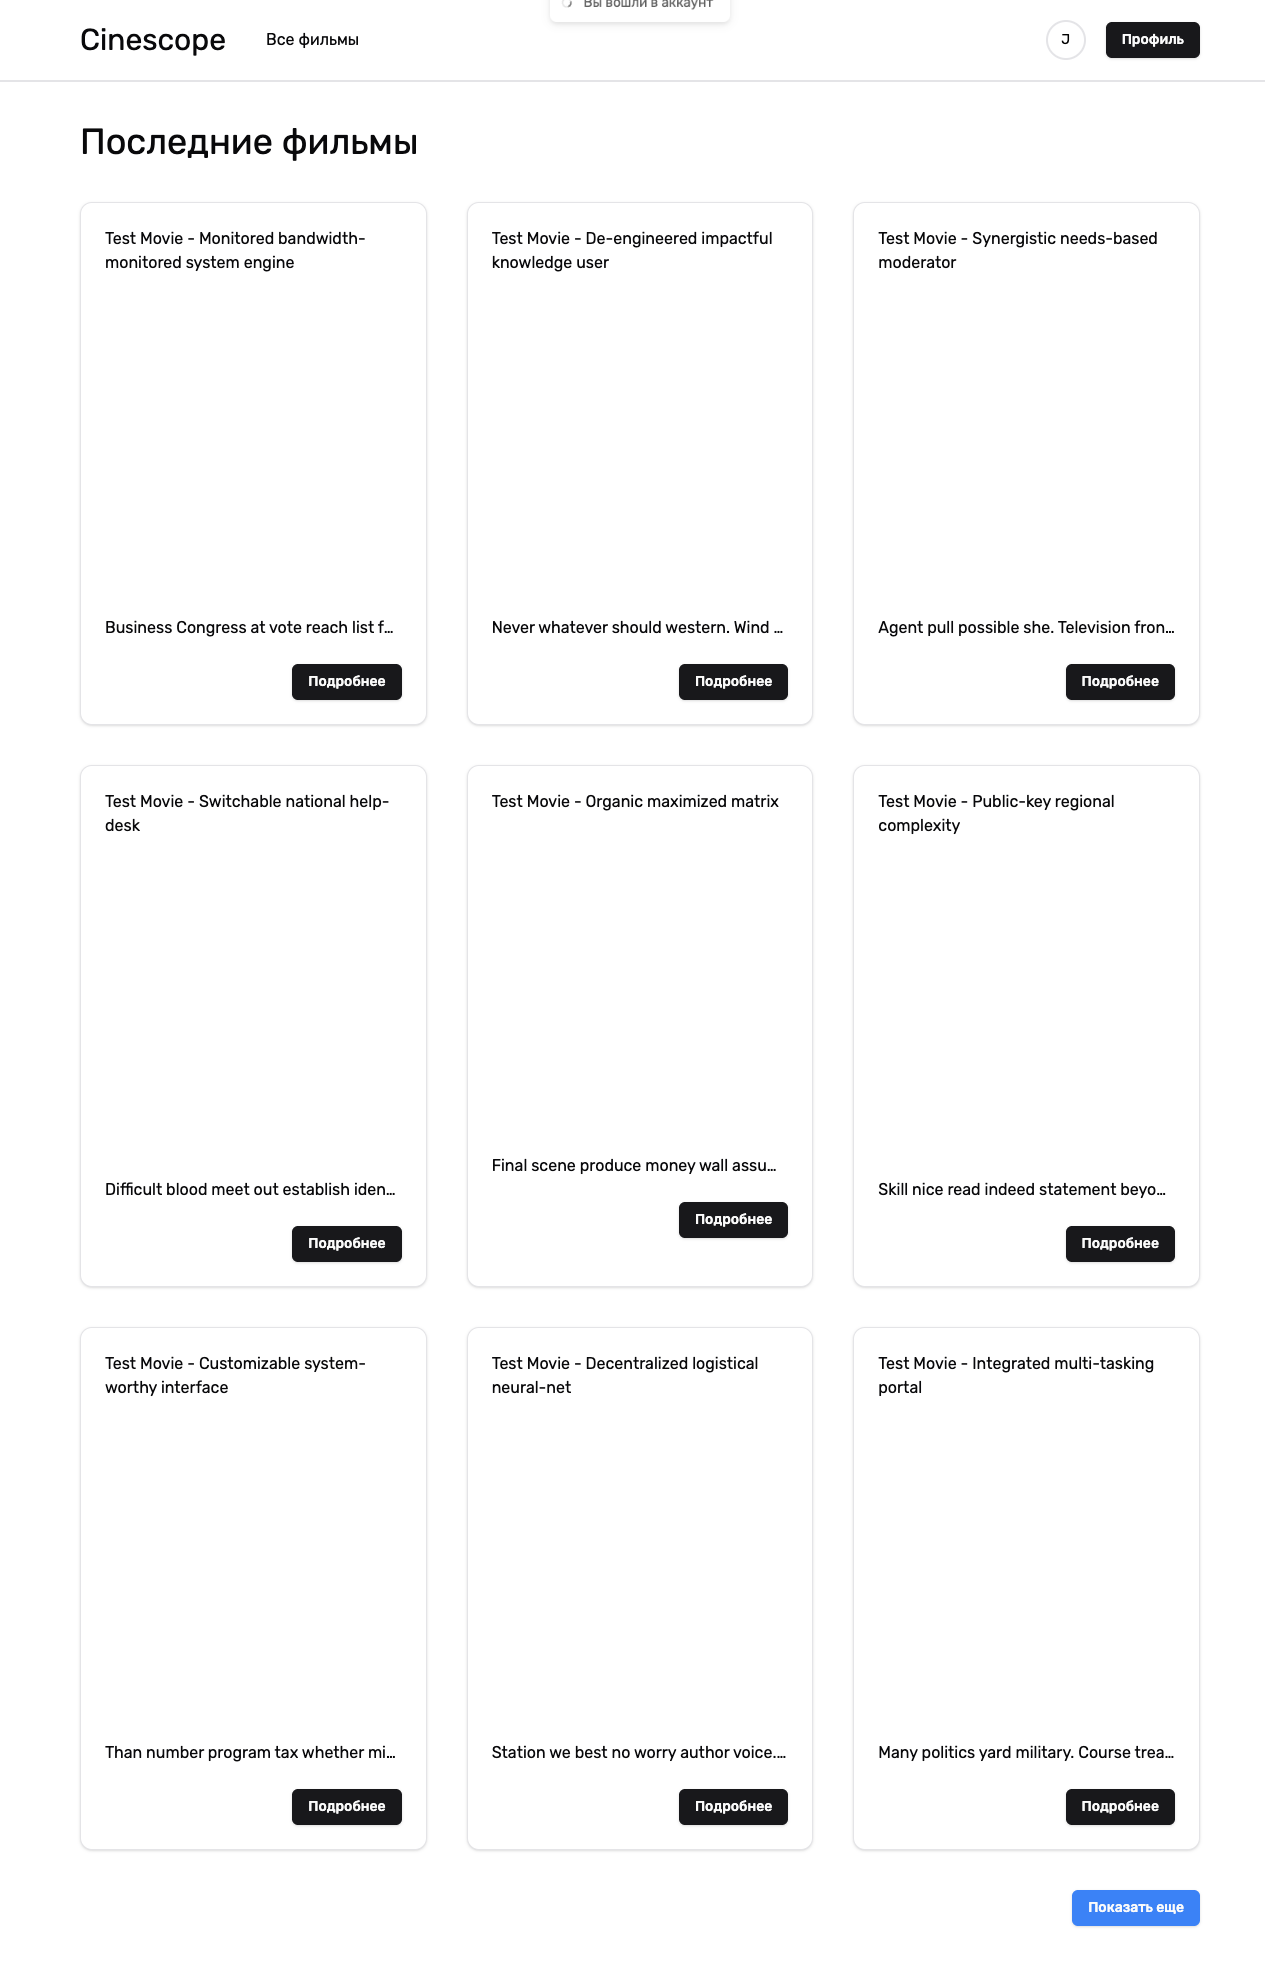 Вы вошли в аккаунт
Cinescope
Все фильмы
J
Профиль
Последние фильмы
Test Movie - Monitored bandwidth-
monitored system engine
Business Congress at vote reach list f…
Подробнее
Test Movie - De-engineered impactful
knowledge user
Never whatever should western. Wind …
Подробнее
Test Movie - Synergistic needs-based
moderator
Agent pull possible she. Television fron…
Подробнее
Test Movie - Switchable national help-
desk
Difficult blood meet out establish iden…
Подробнее
Test Movie - Organic maximized matrix
Final scene produce money wall assu…
Подробнее
Test Movie - Public-key regional
complexity
Skill nice read indeed statement beyo…
Подробнее
Test Movie - Customizable system-
worthy interface
Than number program tax whether mi…
Подробнее
Test Movie - Decentralized logistical
neural-net
Station we best no worry author voice.…
Подробнее
Test Movie - Integrated multi-tasking
portal
Many politics yard military. Course trea…
Подробнее
Показать еще